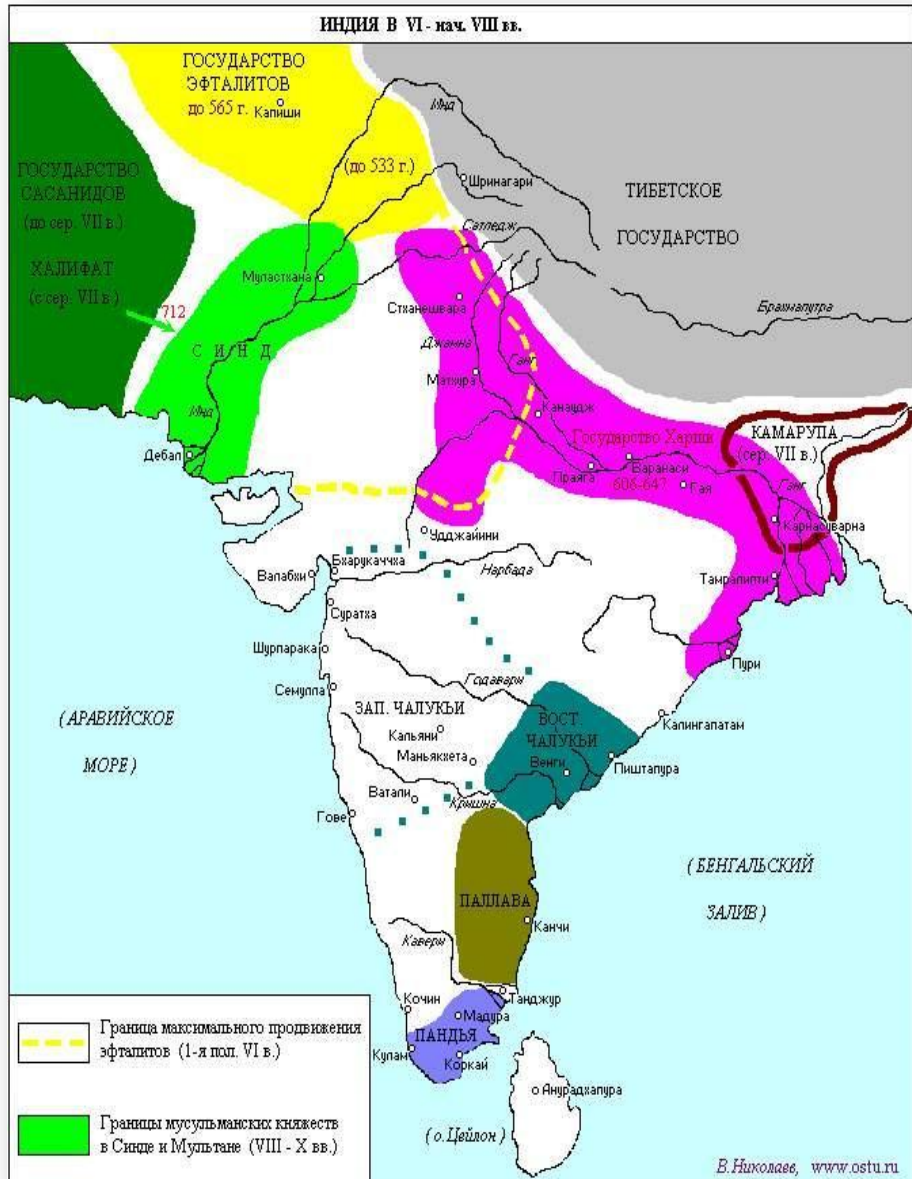 ИНДИЯ В VI - нач. VIII вв.
ГОСУДАРСТВО
ЭФТАЛИТОВ
до 565 г.
Капиши
(до 533 г.)
Инд
Шринагари
ТИБЕТСКОЕ
ГОСУДАРСТВО
Сатледж
Брахмапутра
ГОСУДАРСТВО
САСАНИДОВ
(до сер. VII в.)
ХАЛИФАТ
(с сер. VII в.)
712
Муластхана
СИНД
Инд
Дебал
Стханешвара
Джамна
Ганг
Матхура
Канаудж
Государство Харши
Праяга
Варанаси
606-647
Гая
КАМАРУПА
(сер. VII в.)
Ганг
Карнасуварна
Тамралипти
Пури
Удджайини
Бхарукаччха
Валабхи
Нарбада
Суратха
Шурпарака
Семулла
Годавари
ЗАП. ЧАЛУКЬИ
Кальяни
Маньякхета
ВОСТ.
ЧАЛУКЬИ
Венги
Калингапатам
Пиштапура
Ватапи
Кришна
Гове
(АРАВИЙСКОЕ
МОРЕ)
(БЕНГАЛЬСКИЙ
ЗАЛИВ)
ПАЛЛАВА
Канчи
Кавери
Танджур
Кочин
Мадура
ПАНДЬЯ
Кулам
Коркай
Анурадхапура
(о.Цейлон)
Граница максимального продвижения
эфталитов (1-я пол. VI в.)
Границы мусульманских княжеств
в Синде и Мультане (VIII - X вв.)
В.Николаев, www.ostu.ru